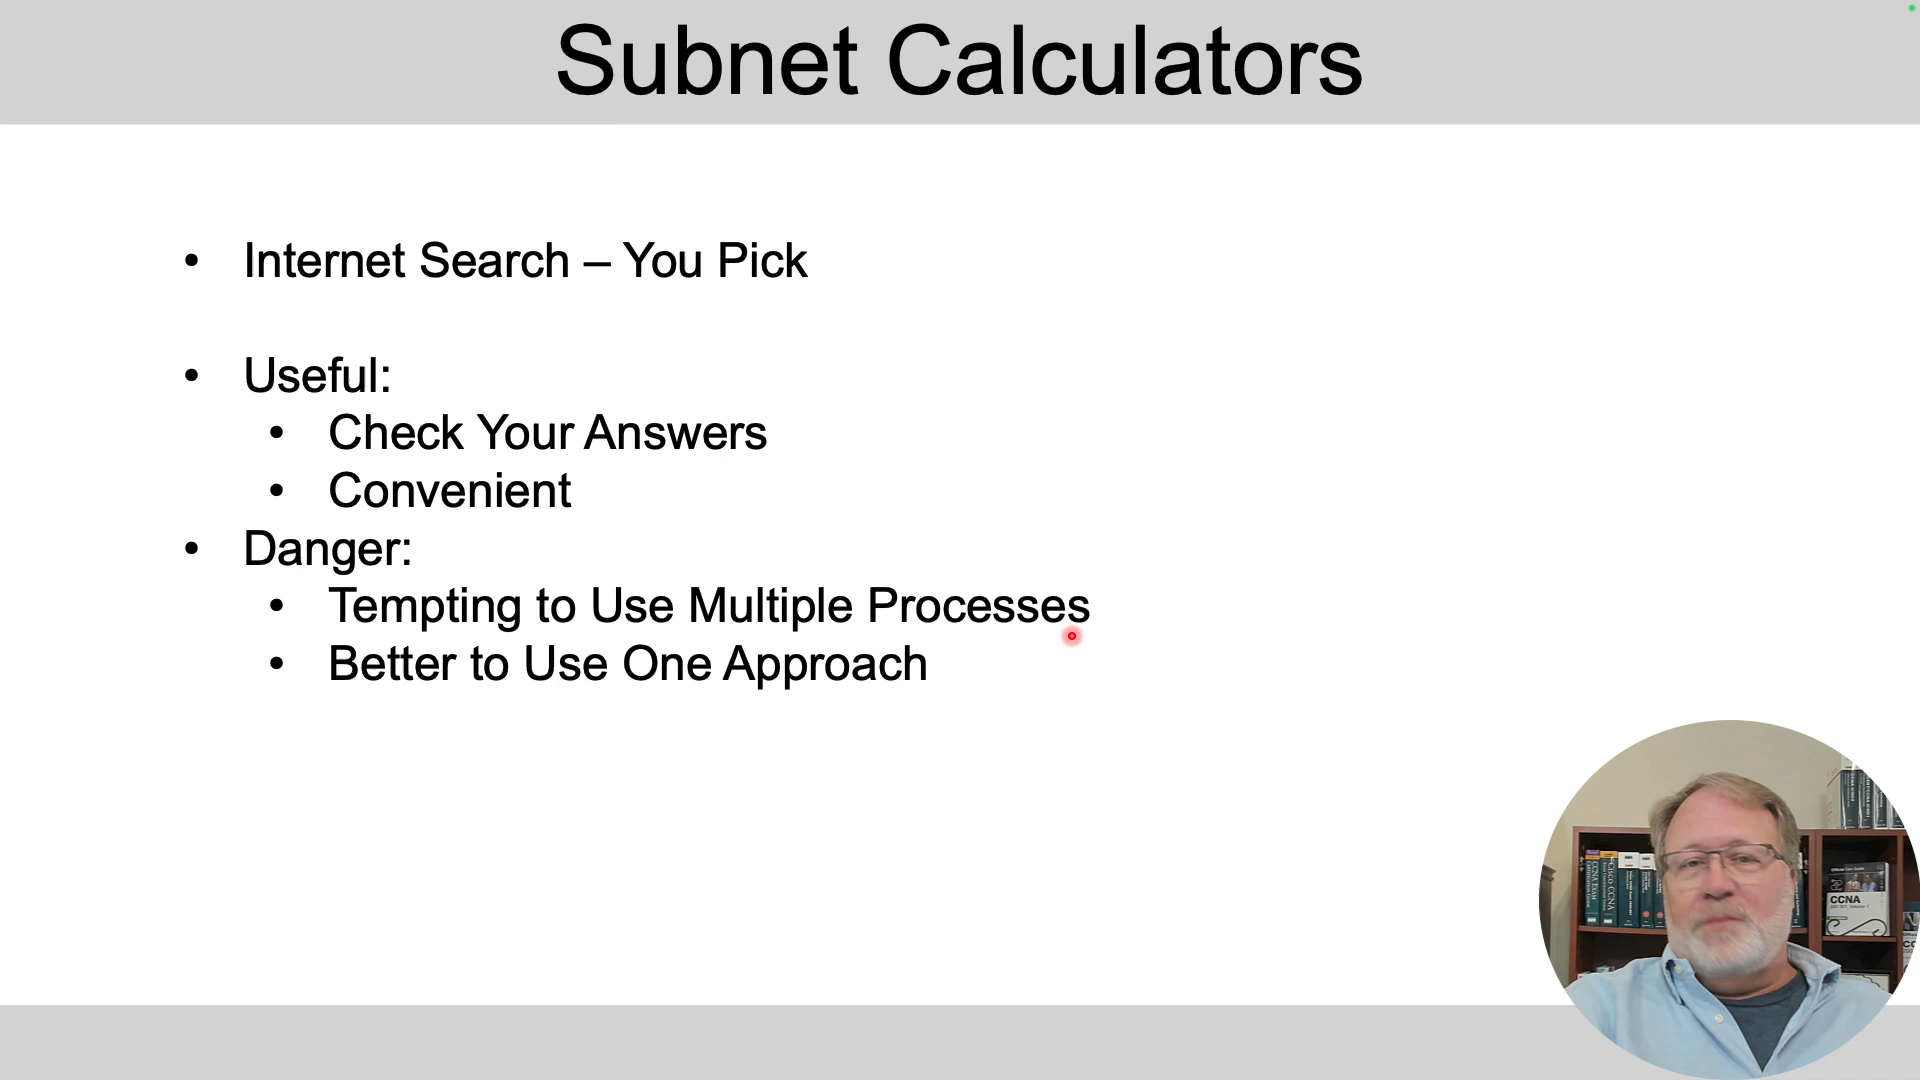 Subnet Calculators
• Internet Search – You Pick
• Useful:
• Check Your Answers
• Convenient
• Danger:
• Tempting to Use Multiple Processes
• Better to Use One Approach
CCNA